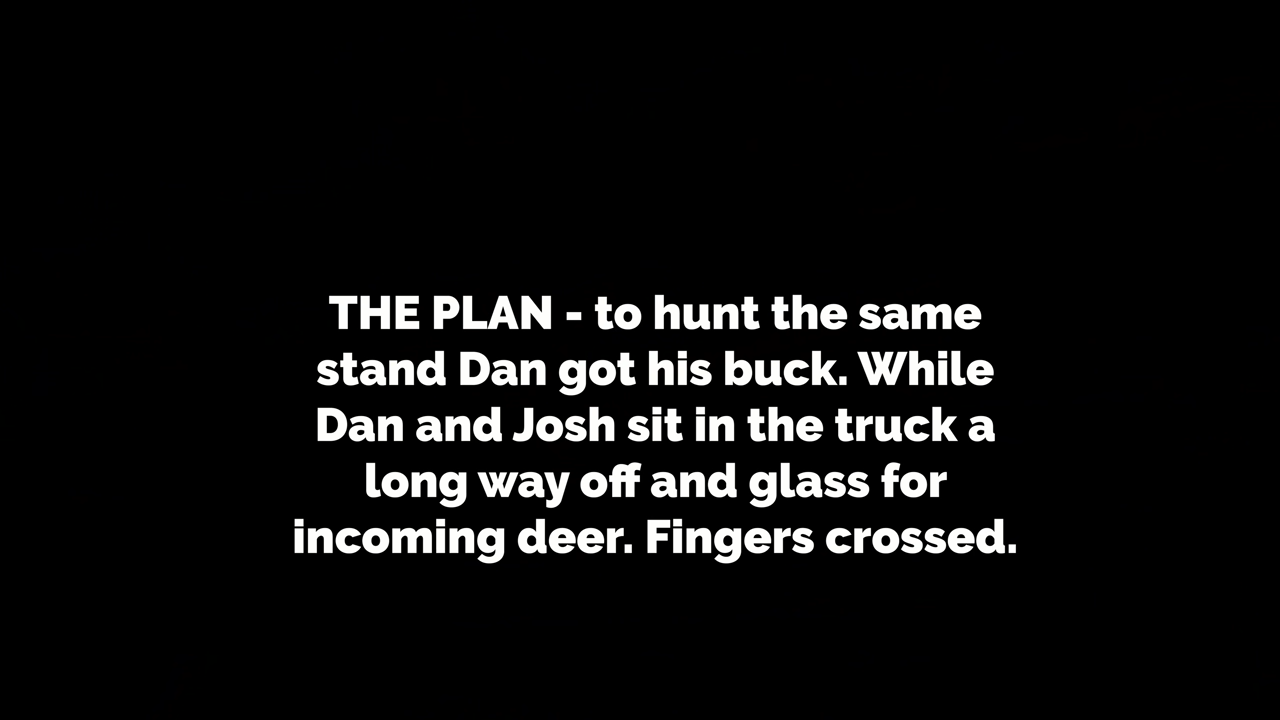 THE PLAN - to hunt the same
stand Dan got his buck. While
Dan and Josh sit in the truck a
long way off and glass for
incoming deer. Fingers crossed.